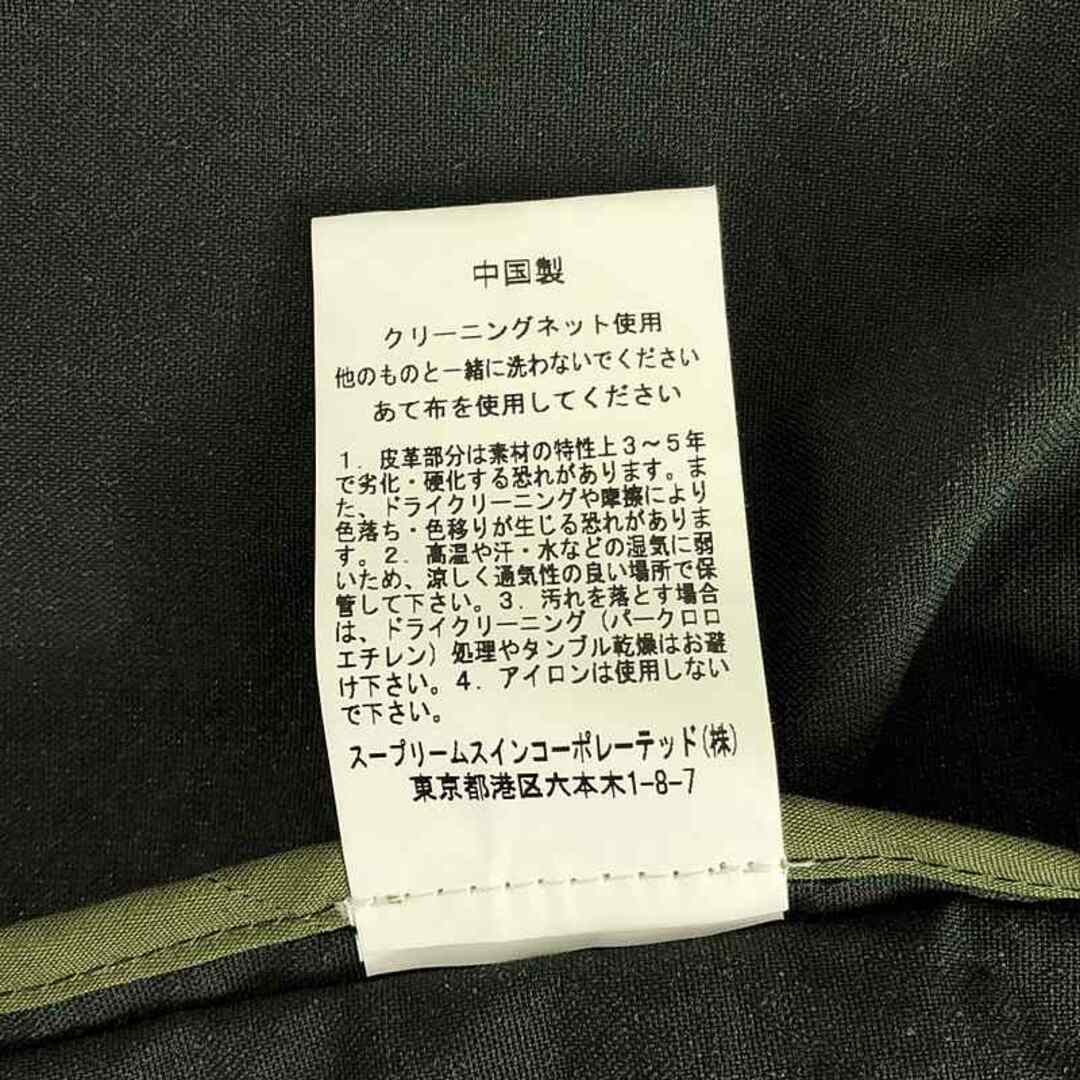 中国製
クリーニングネット使用
他のものと一緒に洗わないでください
あて布を使用してください
1．皮革部分は素材の特性上3～5年
で劣化・硬化する恐れがあります。ま
た、ドライクリーニングや摩擦により
色落ち・色移りが生じる恐れがありま
す。2．高温や汗・水などの湿気に弱
いため、涼しく通気性の良い場所で保
管して下さい。3．汚れを落とす場合
は、ドライクリーニング（パークロロ
エチレン）処理やタンブル乾燥はお避
け下さい。4．アイロンは使用しない
で下さい。
スープリームスインコーポレーテッド(株)
東京都港区六本木1-8-7